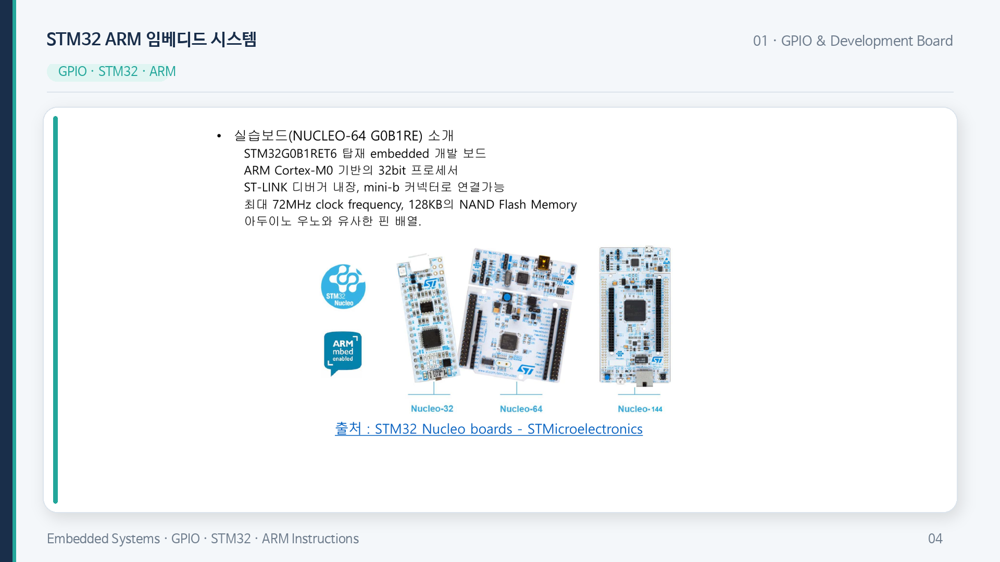 STM32 ARM 임베디드 시스템
01 · GPIO & Development Board
GPIO · STM32 · ARM
• 실습보드(NUCLEO-64 G0B1RE) 소개
STM32G0B1RET6 탑재 embedded 개발 보드
ARM Cortex-M0 기반의 32bit 프로세서
ST-LINK 디버거 내장, mini-b 커넥터로 연결가능
최대 72MHz clock frequency, 128KB의 NAND Flash Memory
아두이노 우노와 유사한 핀 배열.
STM32
Nucleo
ARM
mbed
enabled
www.st.com/stm32nucleo
Nucleo-32
Nucleo-64
Nucleo-144
출처 : STM32 Nucleo boards - STMicroelectronics
Embedded Systems · GPIO · STM32 · ARM Instructions
04